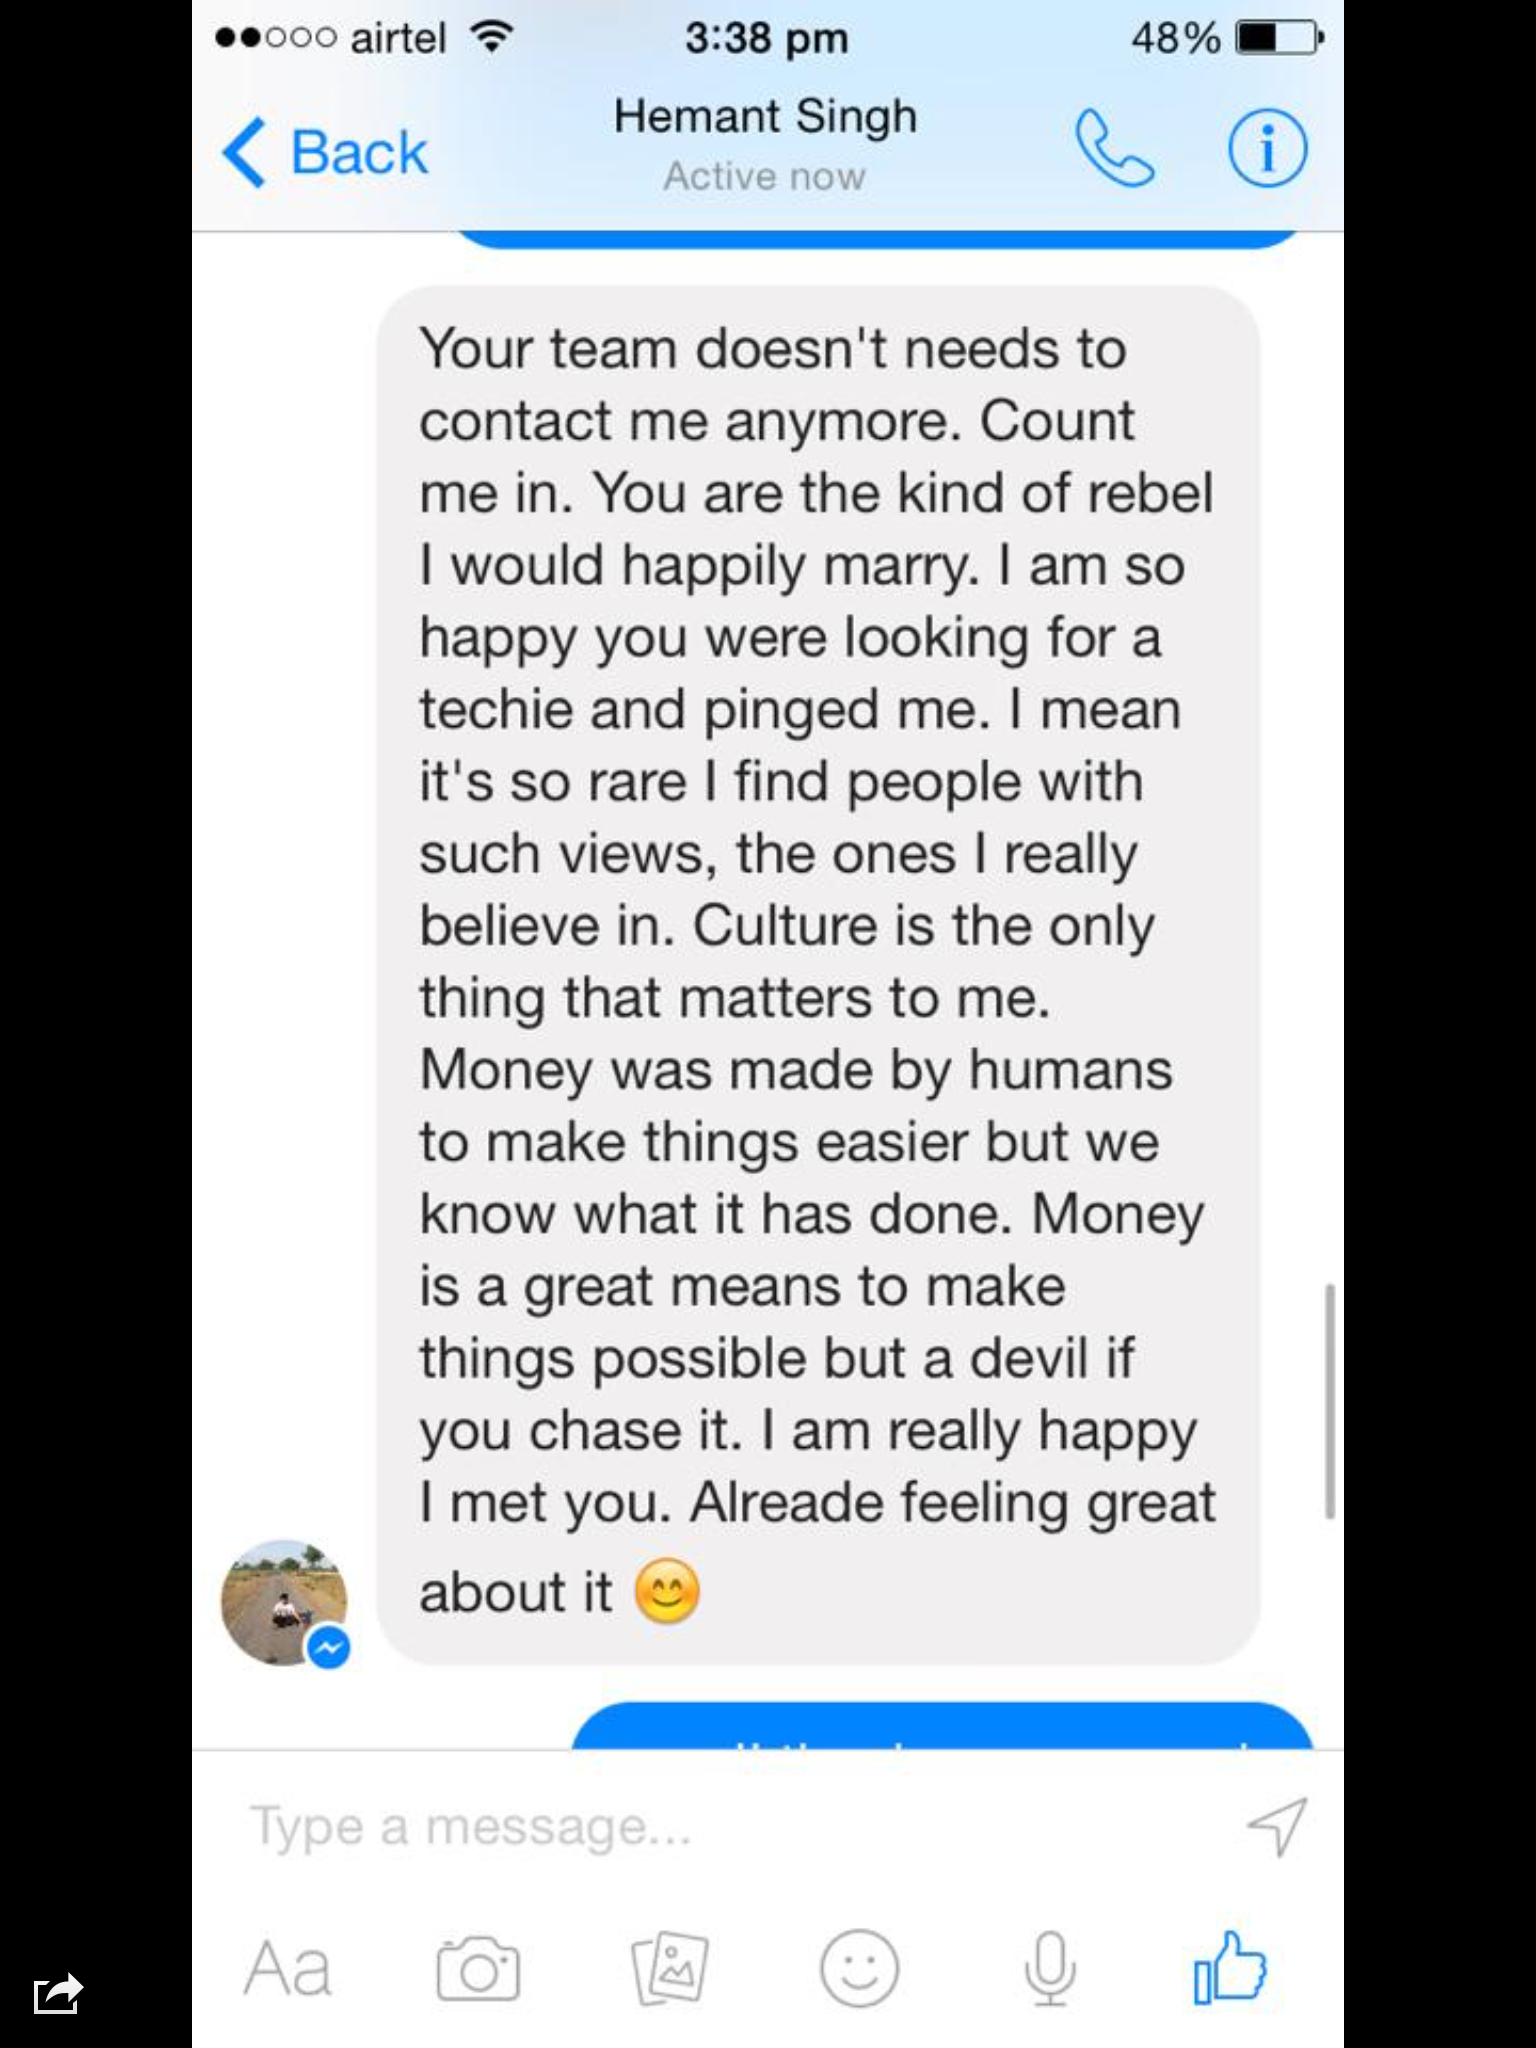 airtel 3:38 pm 48%
Back Hemant Singh
Active now
Your team doesn't needs to
contact me anymore. Count
me in. You are the kind of rebel
I would happily marry. I am so
happy you were looking for a
techie and pinged me. I mean
it's so rare I find people with
such views, the ones I really
believe in. Culture is the only
thing that matters to me.
Money was made by humans
to make things easier but we
know what it has done. Money
is a great means to make
things possible but a devil if
you chase it. I am really happy
I met you. Alreade feeling great
about it 😊
Type a message...
Aa